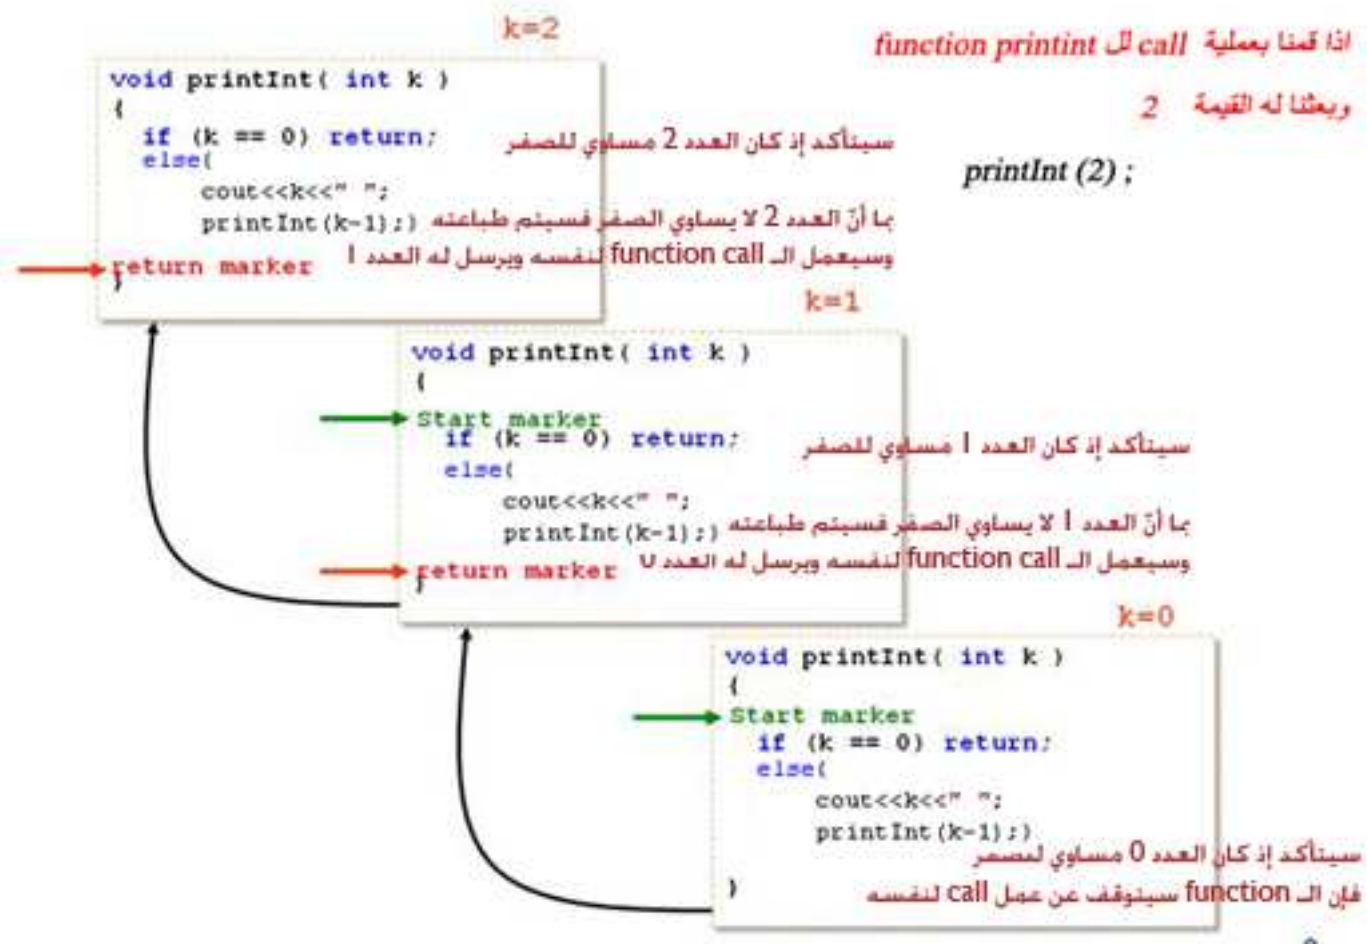 اذا قمنا بعملية call لل function printint
وبعثنا له القيمة 2
printInt (2) ;
k=2
void printInt( int k )
{
if (k == 0) return;
سيتأكد إذ كان العدد 2 مساوي للصفر
else(
cout<<k<<" ";
printInt(k-1);)
بما أنّ العدد 2 لا يساوي الصفر فسيتم طباعته
وسيعمل الـ function call لنفسه ويرسل له العدد 1
return marker
}
k=1
void printInt( int k )
{
Start marker
if (k == 0) return;
سيتأكد إذ كان العدد 1 مساوي للصفر
else(
cout<<k<<" ";
printInt(k-1);)
بما أنّ العدد 1 لا يساوي الصفر فسيتم طباعته
وسيعمل الـ function call لنفسه ويرسل له العدد 0
return marker
}
k=0
void printInt( int k )
{
Start marker
if (k == 0) return;
else(
cout<<k<<" ";
printInt(k-1);)
سيتأكد إذ كان العدد 0 مساوي للصفر
فإن الـ function سيتوقف عن عمل call لنفسه
}